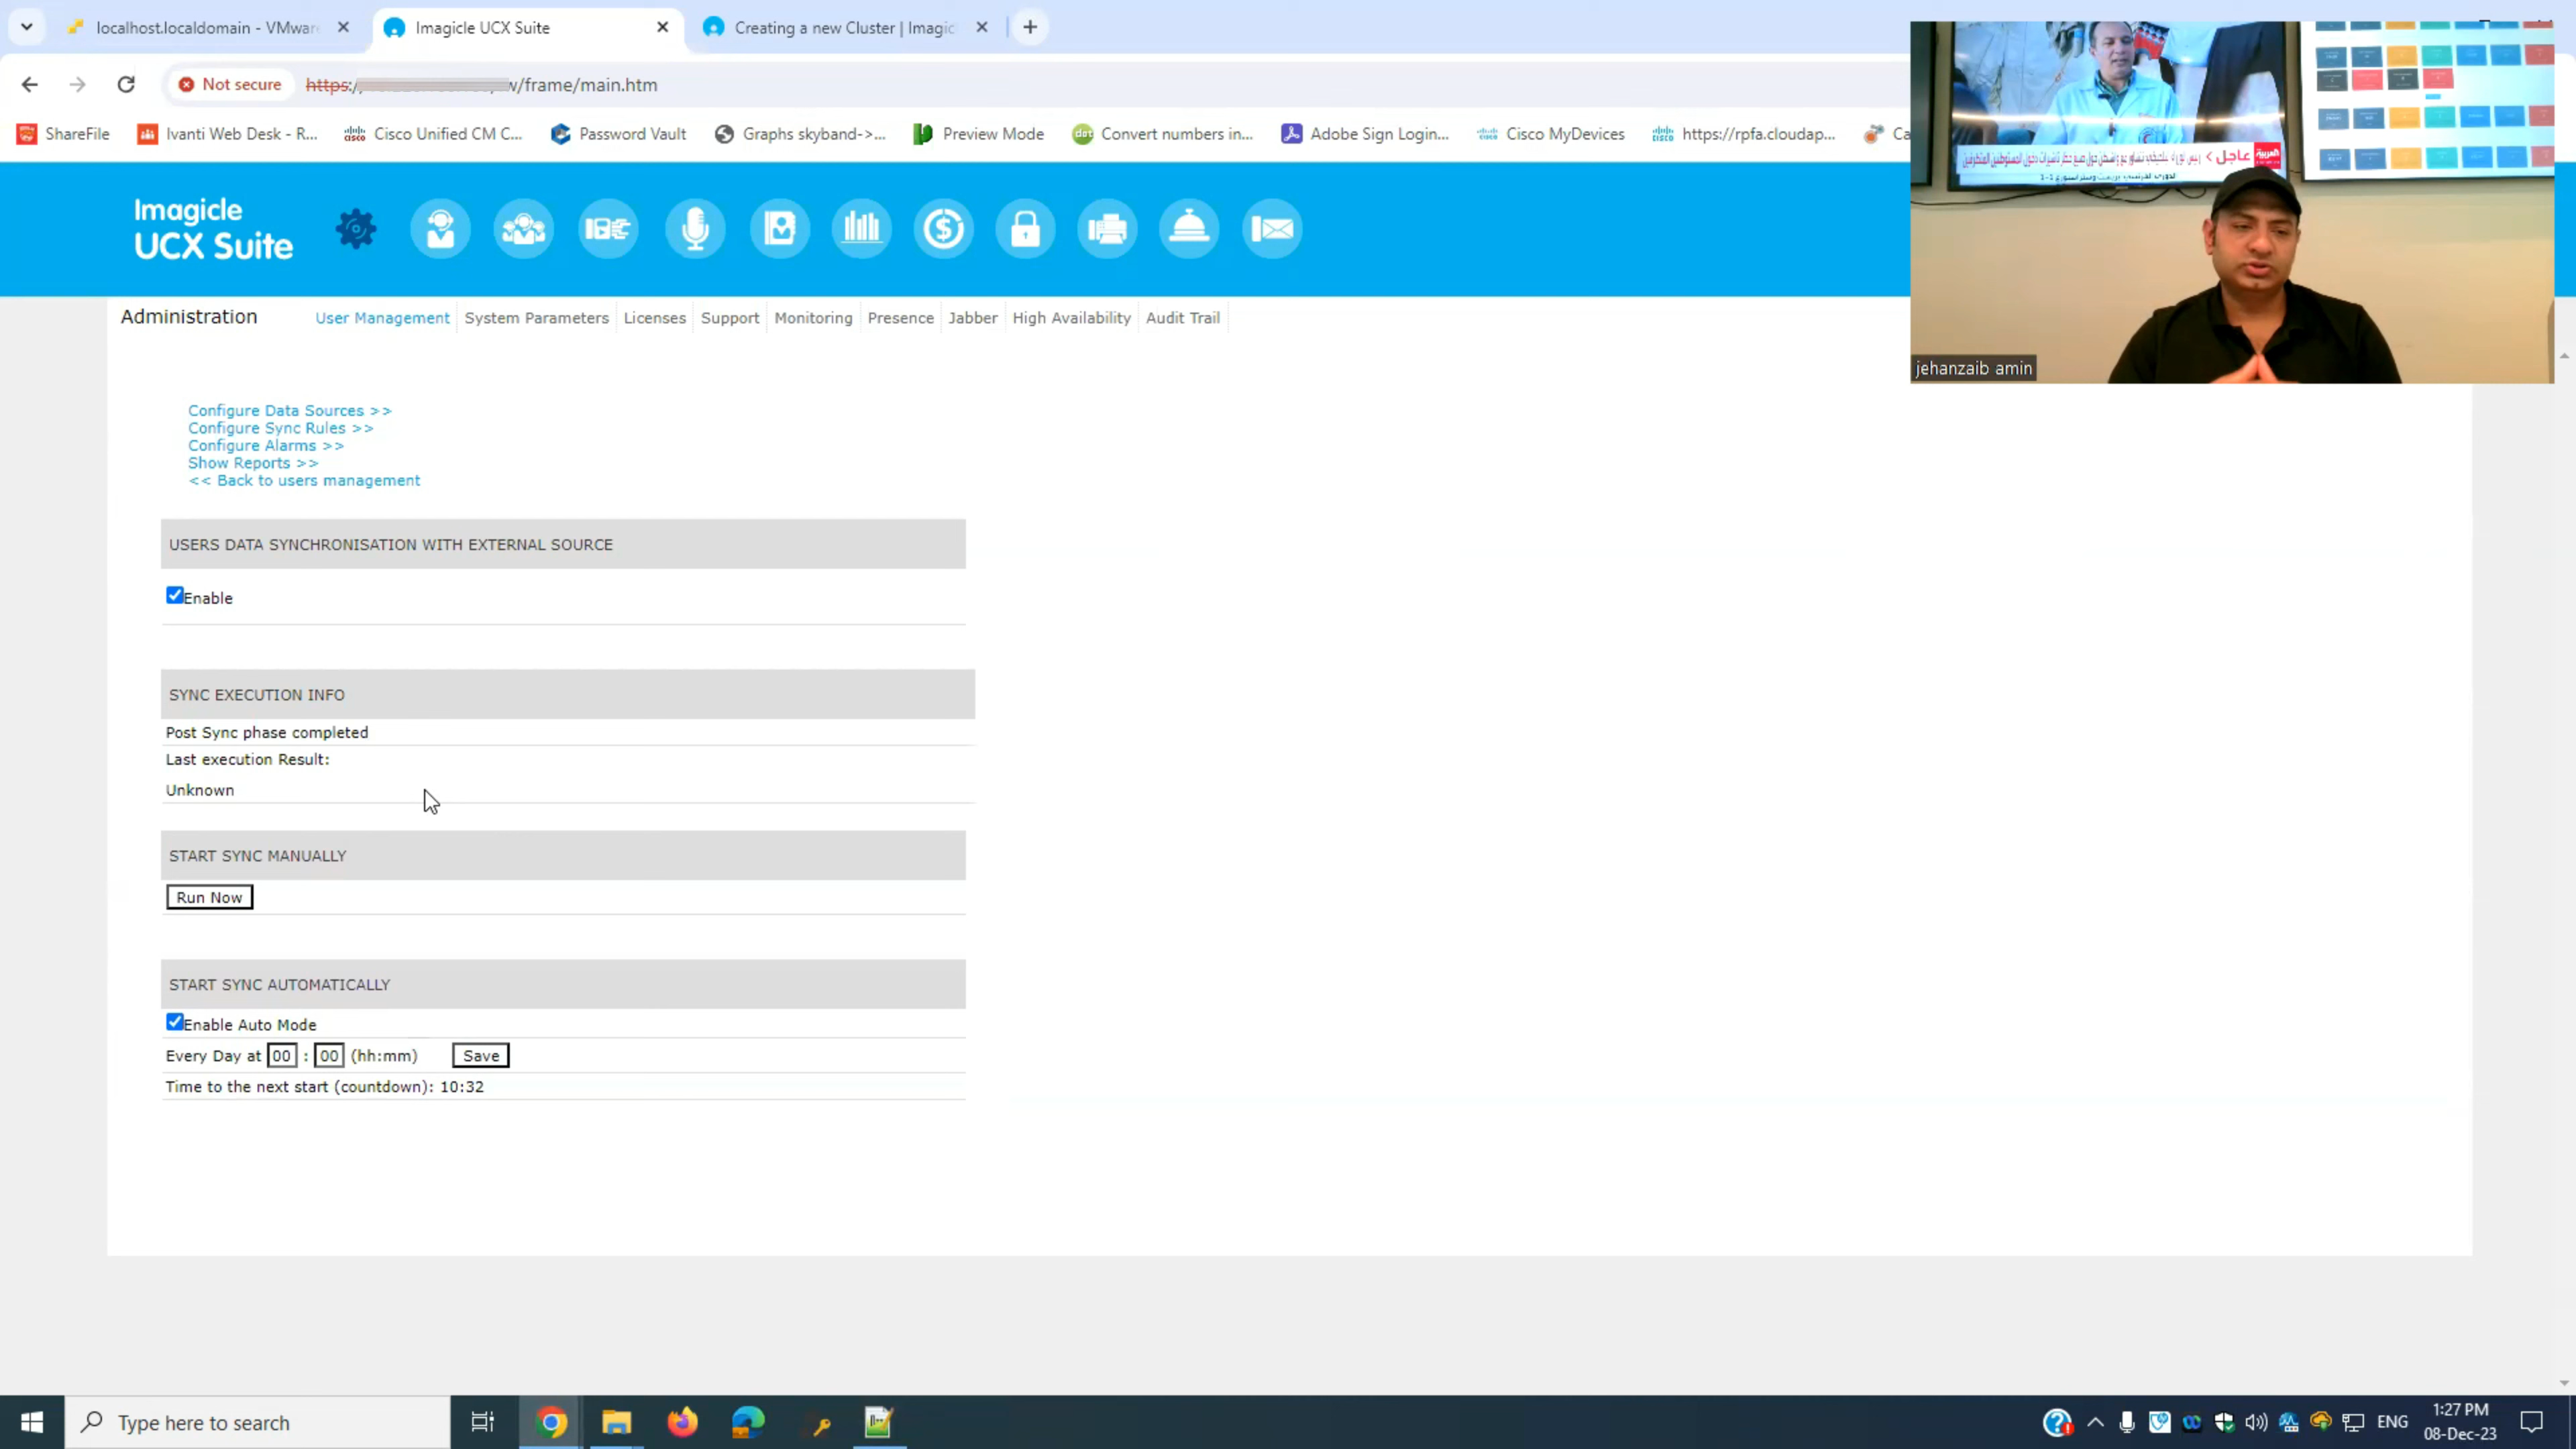 localhost.localdomain - VMwar
Imagicle UCX Suite
Creating a new Cluster | Imagic
Not secure
https:/
w/frame/main.htm
ShareFile
Ivanti Web Desk - R...
Cisco Unified CM C...
Password Vault
Graphs skyband->...
Preview Mode
Convert numbers in...
Adobe Sign Login...
Cisco MyDevices
https://rpfa.cloudap...
Ca
عاجل
العربية
jehanzaib amin
Imagicle
UCX Suite
Administration
User Management
System Parameters
Licenses
Support
Monitoring
Presence
Jabber
High Availability
Audit Trail
Configure Data Sources >>
Configure Sync Rules >>
Configure Alarms >>
Show Reports >>
<< Back to users management
USERS DATA SYNCHRONISATION WITH EXTERNAL SOURCE
Enable
SYNC EXECUTION INFO
Post Sync phase completed
Last execution Result:
Unknown
START SYNC MANUALLY
Run Now
START SYNC AUTOMATICALLY
Enable Auto Mode
Every Day at 00 : 00 (hh:mm) Save
Time to the next start (countdown): 10:32
Type here to search
ENG
1:27 PM
08-Dec-23